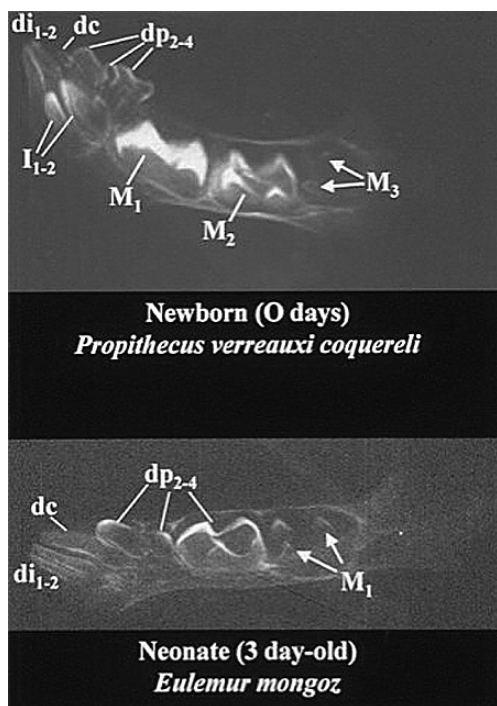 di1-2 dc dp2-4
I1-2
M1
M2
M3
Newborn (O days)
Propithecus verreauxi coquereli
dp2-4
dc
di1-2
M1
Neonate (3 day-old)
Eulemur mongoz